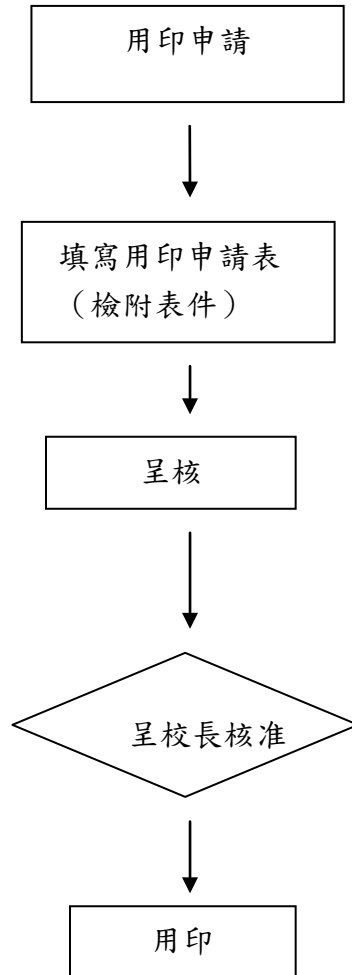 用印申請
填寫用印申請表
（檢附表件）
呈核
呈校長核准
用印